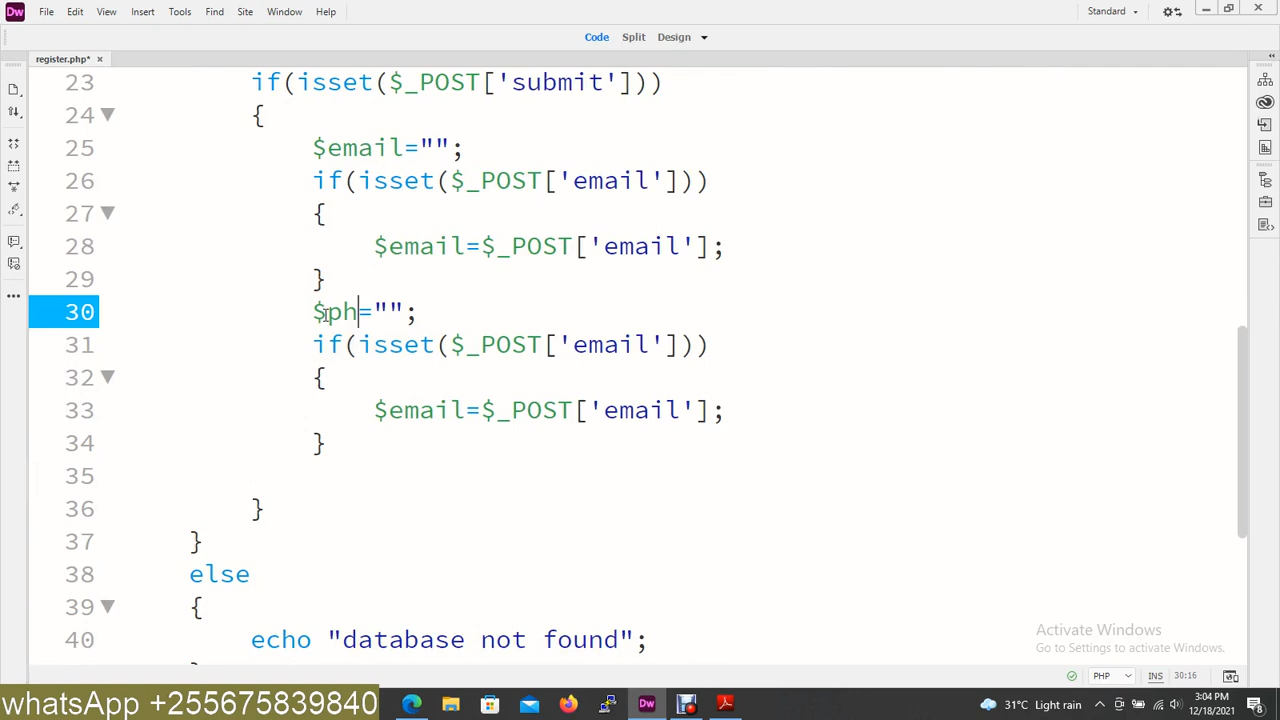 Dw File Edit View Insert Tools Find Site Window Help Standard
Code Split Design
register.php*
23 if(isset($_POST['submit']))
24 {
25 $email="";
26 if(isset($_POST['email']))
27 {
28 $email=$_POST['email'];
29 }
30 $ph="";
31 if(isset($_POST['email']))
32 {
33 $email=$_POST['email'];
34 }
35
36 }
37 }
38 else
39 {
40 echo "database not found";
Activate Windows
Go to Settings to activate Windows.
PHP INS 30:16
whatsApp +255675839840
Dw
31°C Light rain
3:04 PM
12/18/2021